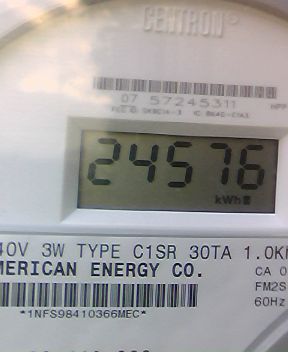 CENTRON
07 57245311
24576
kWh
40V 3W TYPE C1SR 30TA 1.0K
MERICAN ENERGY CO.
CA 0
FM2S
60Hz
*1NFS98410366MEC*